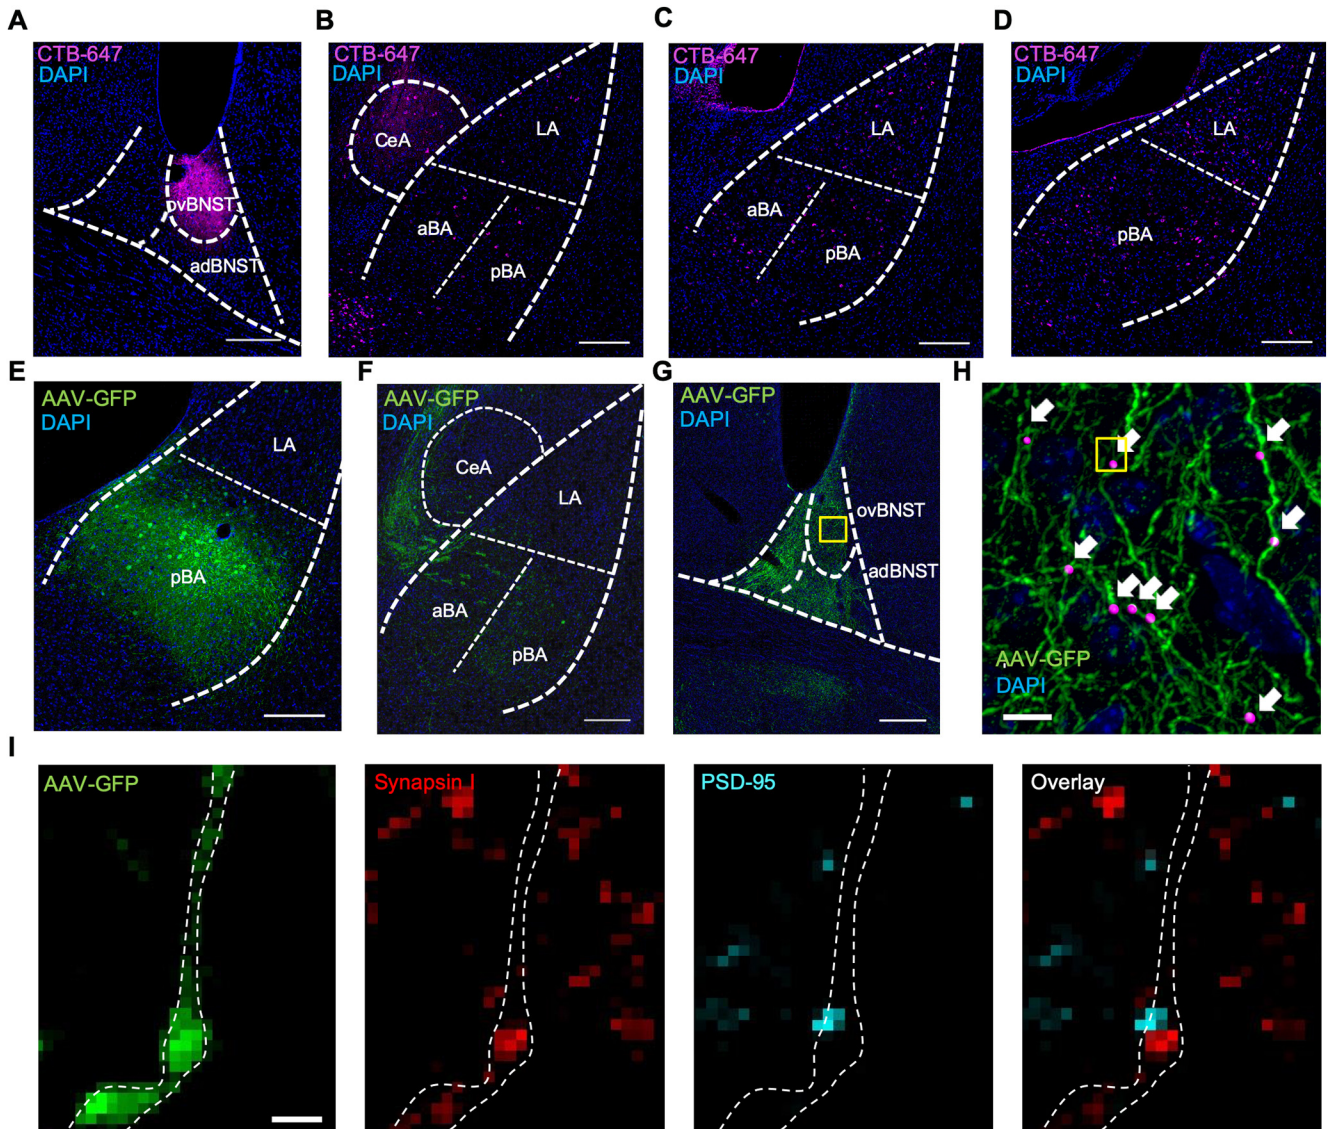 A
CTB-647
DAPI
ovBNST
adBNST
B
CTB-647
DAPI
CeA
LA
aBA
pBA
C
CTB-647
DAPI
LA
aBA
pBA
D
CTB-647
DAPI
LA
pBA
E
AAV-GFP
DAPI
LA
pBA
F
AAV-GFP
DAPI
CeA
LA
aBA
pBA
G
AAV-GFP
DAPI
ovBNST
adBNST
H
AAV-GFP
DAPI
I
AAV-GFP
Synapsin I
PSD-95
Overlay